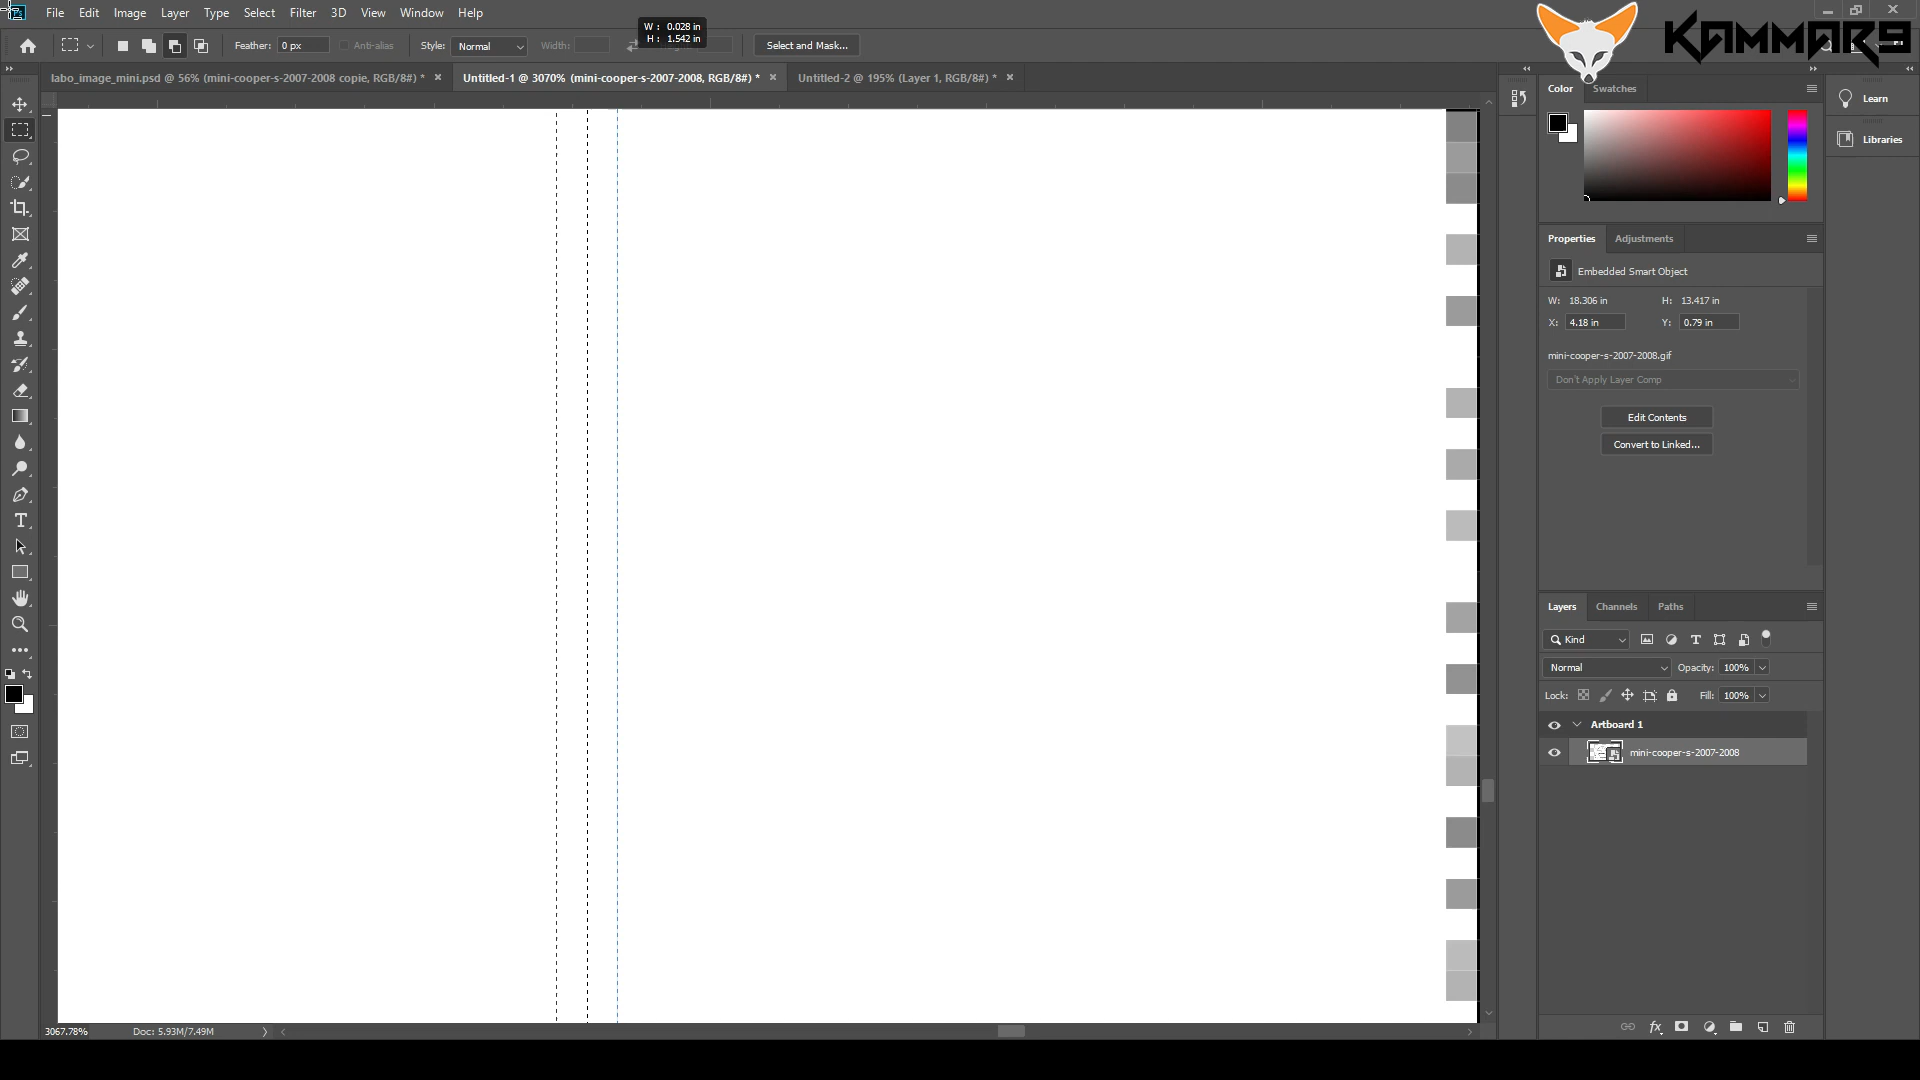 File Edit Image Layer Type Select Filter 3D View Window Help
W : 0.028 in
H : 1.542 in
KAMMAR9
Feather: 0 px Anti-alias Style: Normal Width: Select and Mask...
labo_image_mini.psd @ 56% (mini-cooper-s-2007-2008 copie, RGB/8#) * × Untitled-1 @ 3070% (mini-cooper-s-2007-2008, RGB/8#) * × Untitled-2 @ 195% (Layer 1, RGB/8#) * ×
Color Swatches
Learn
Libraries
Properties Adjustments
Embedded Smart Object
W: 18.306 in H: 13.417 in
X: 4.18 in Y: 0.79 in
mini-cooper-s-2007-2008.gif
Don't Apply Layer Comp
Edit Contents
Convert to Linked...
Layers Channels Paths
Kind
Normal Opacity: 100%
Lock: Fill: 100%
Artboard 1
mini-cooper-s-2007-2008
3067.78% Doc: 5.93M/7.49M